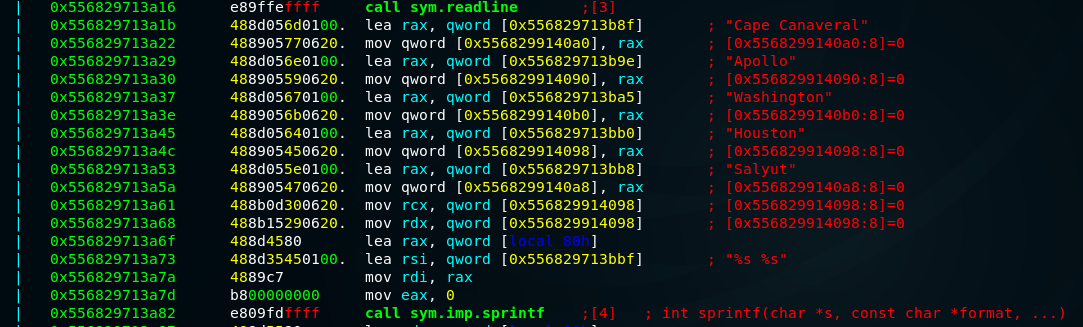 | 0x556829713a16 e89ffeffff call sym.readline ;[3]
| 0x556829713a1b 488d056d0100. lea rax, qword [0x556829713b8f] ; "Cape Canaveral"
| 0x556829713a22 488905770620. mov qword [0x5568299140a0], rax ; [0x5568299140a0:8]=0
| 0x556829713a29 488d056e0100. lea rax, qword [0x556829713b9e] ; "Apollo"
| 0x556829713a30 488905590620. mov qword [0x556829914090], rax ; [0x556829914090:8]=0
| 0x556829713a37 488d05670100. lea rax, qword [0x556829713ba5] ; "Washington"
| 0x556829713a3e 4889056b0620. mov qword [0x5568299140b0], rax ; [0x5568299140b0:8]=0
| 0x556829713a45 488d05640100. lea rax, qword [0x556829713bb0] ; "Houston"
| 0x556829713a4c 488905450620. mov qword [0x556829914098], rax ; [0x556829914098:8]=0
| 0x556829713a53 488d055e0100. lea rax, qword [0x556829713bb8] ; "Salyut"
| 0x556829713a5a 488905470620. mov qword [0x5568299140a8], rax ; [0x5568299140a8:8]=0
| 0x556829713a61 488b0d300620. mov rcx, qword [0x556829914098] ; [0x556829914098:8]=0
| 0x556829713a68 488b15290620. mov rdx, qword [0x556829914098] ; [0x556829914098:8]=0
| 0x556829713a6f 488d4580 lea rax, qword [local_80h]
| 0x556829713a73 488d35450100. lea rsi, qword [0x556829713bbf] ; "%s %s"
| 0x556829713a7a 4889c7 mov rdi, rax
| 0x556829713a7d b800000000 mov eax, 0
| 0x556829713a82 e809fdffff call sym.imp.sprintf ;[4] ; int sprintf(char *s, const char *format, ...)